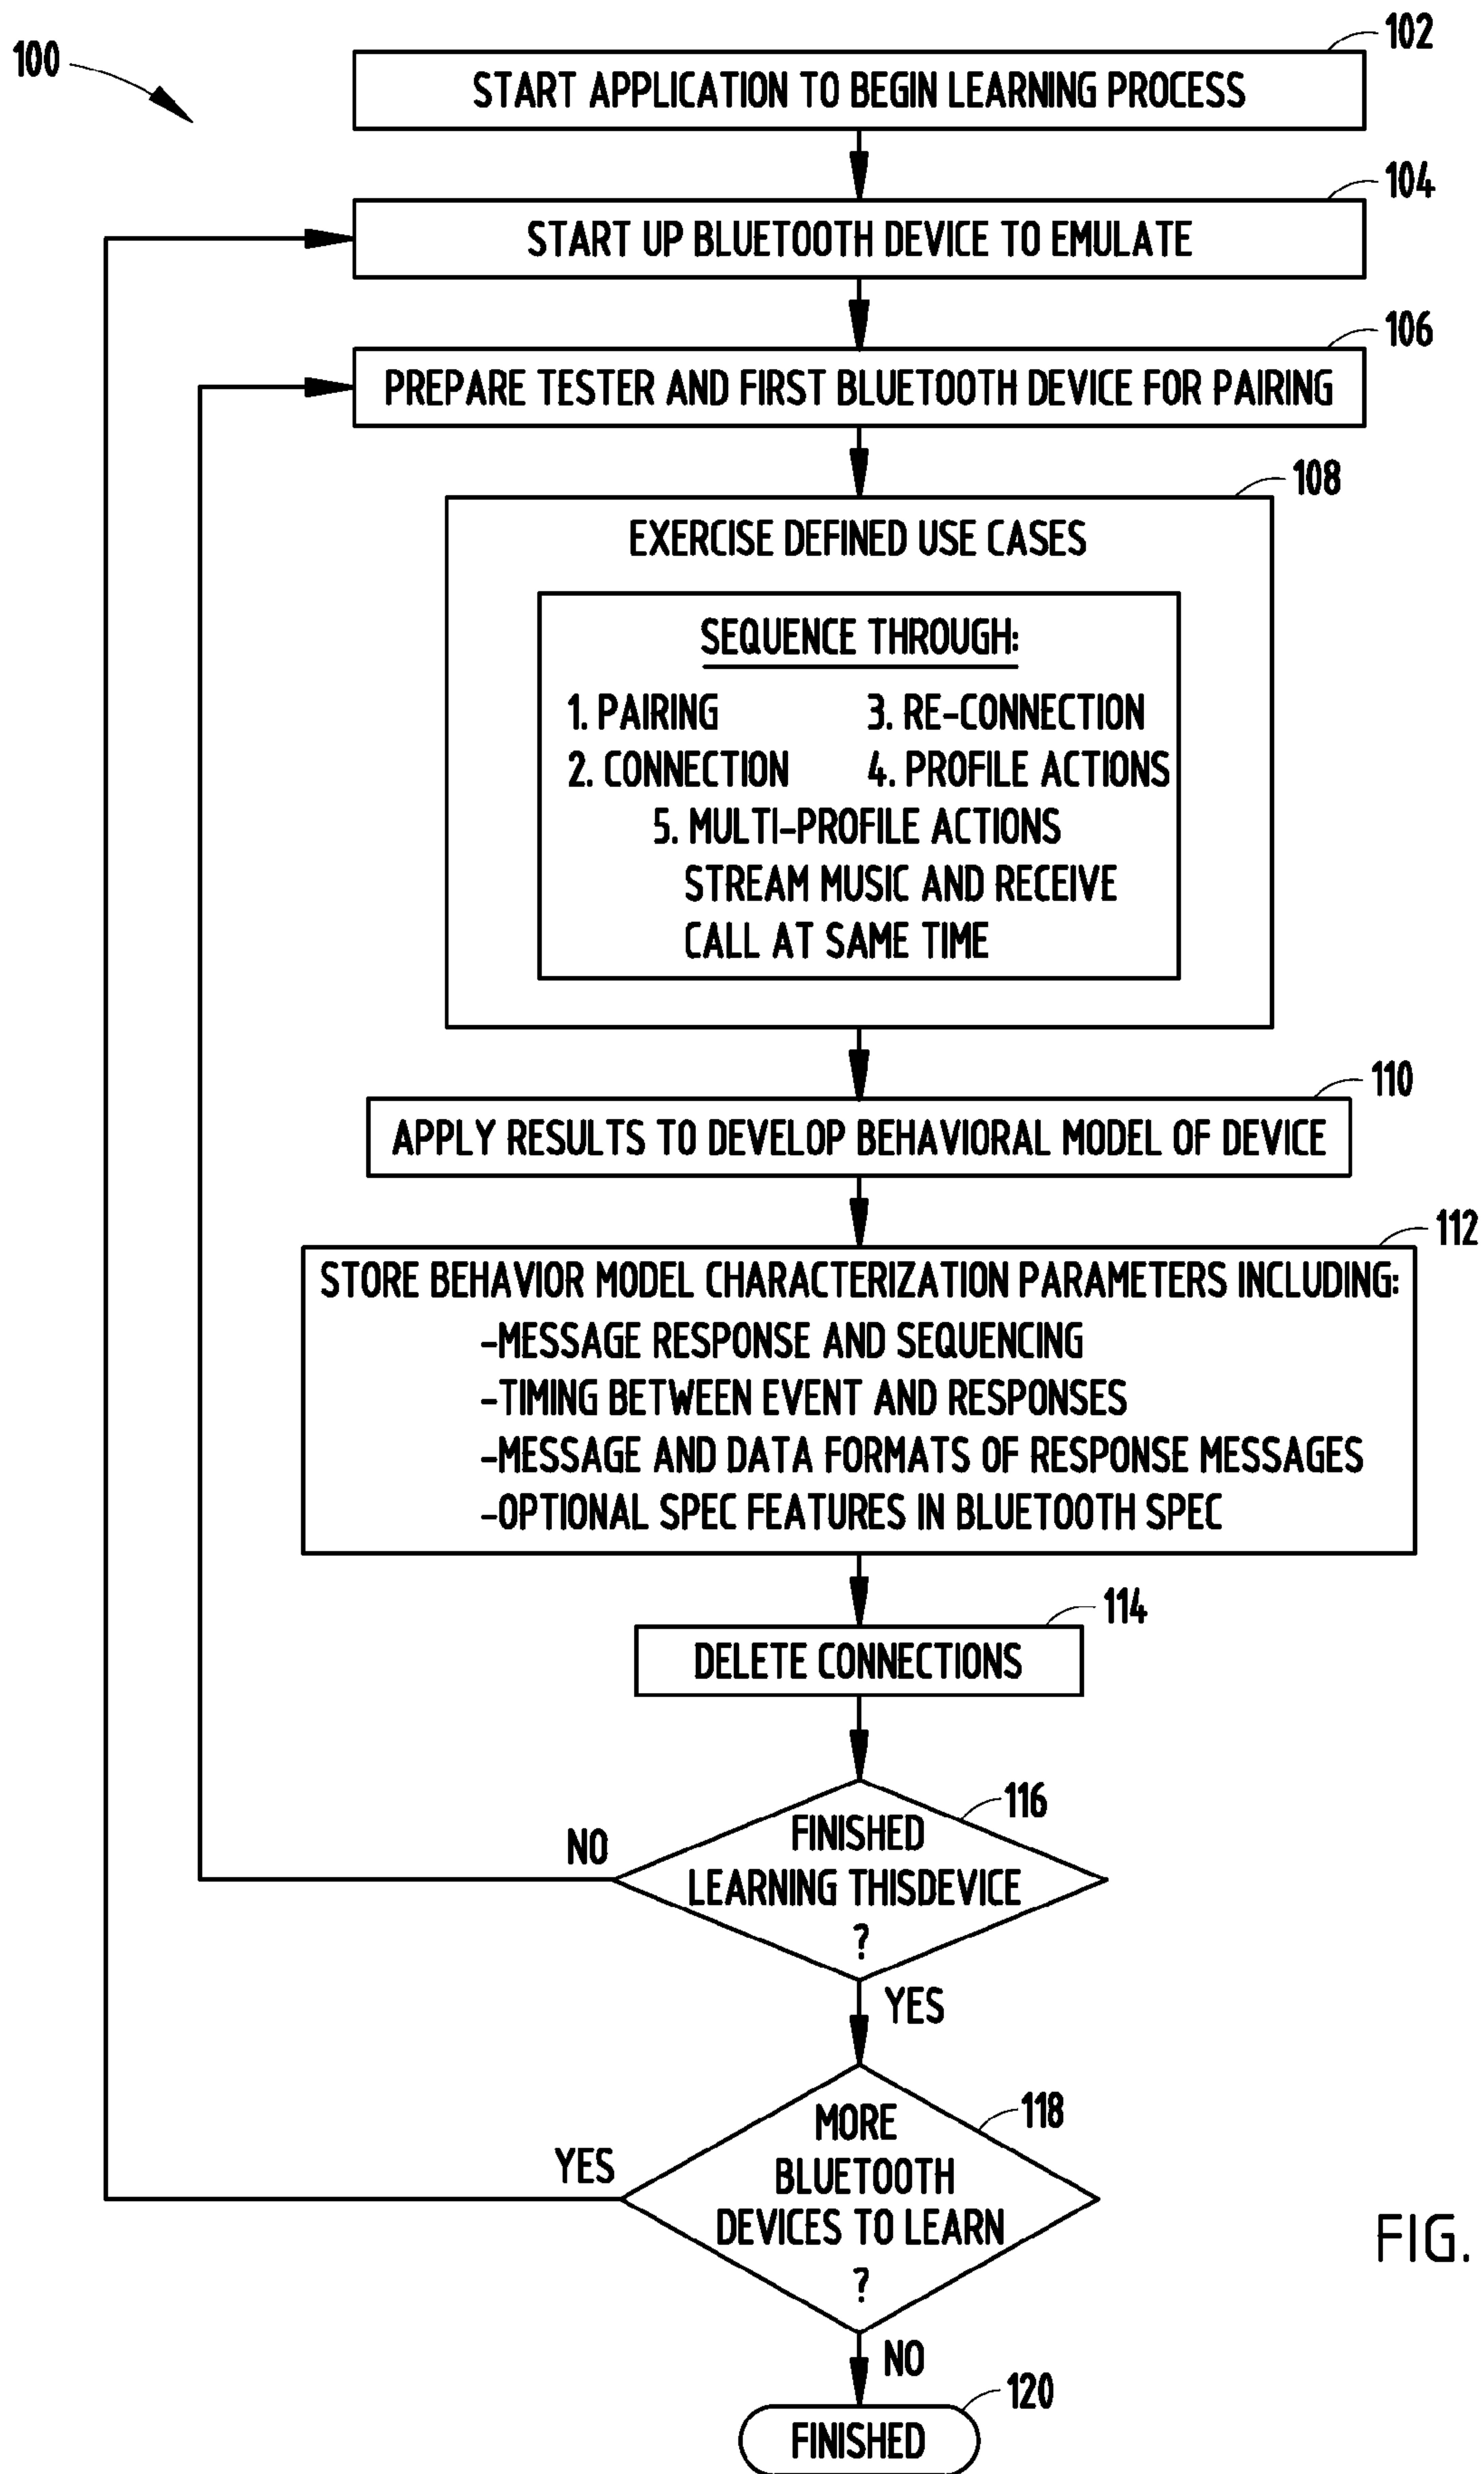 100
102
START APPLICATION TO BEGIN LEARNING PROCESS
104
START UP BLUETOOTH DEVICE TO EMULATE
106
PREPARE TESTER AND FIRST BLUETOOTH DEVICE FOR PAIRING
108
EXERCISE DEFINED USE CASES
SEQUENCE THROUGH:
1. PAIRING 3. RE-CONNECTION
2. CONNECTION 4. PROFILE ACTIONS
5. MULTI-PROFILE ACTIONS
STREAM MUSIC AND RECEIVE
CALL AT SAME TIME
110
APPLY RESULTS TO DEVELOP BEHAVIORAL MODEL OF DEVICE
112
STORE BEHAVIOR MODEL CHARACTERIZATION PARAMETERS INCLUDING:
-MESSAGE RESPONSE AND SEQUENCING
-TIMING BETWEEN EVENT AND RESPONSES
-MESSAGE AND DATA FORMATS OF RESPONSE MESSAGES
-OPTIONAL SPEC FEATURES IN BLUETOOTH SPEC
114
DELETE CONNECTIONS
116
FINISHED
LEARNING THISDEVICE
?
NO
YES
118
MORE
BLUETOOTH
DEVICES TO LEARN
?
YES
NO
FIG.
120
FINISHED